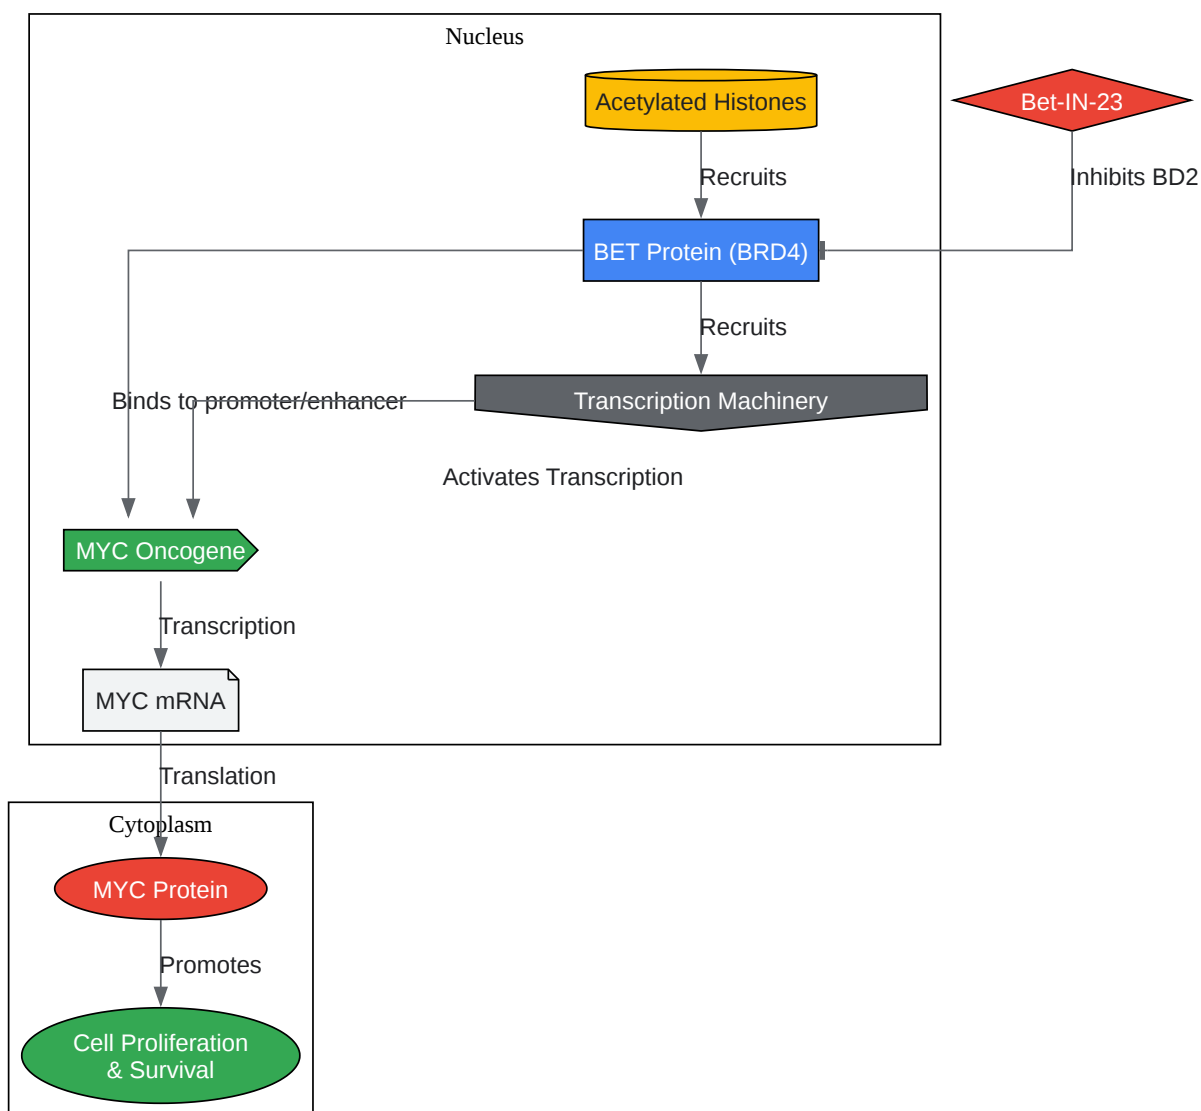 Nucleus
Acetylated Histones
Bet-IN-23
Recruits
Inhibits BD2
BET Protein (BRD4)
Recruits
Binds to promoter/enhancer
Transcription Machinery
Activates Transcription
MYC Oncogene
Transcription
MYC mRNA
Translation
Cytoplasm
MYC Protein
Promotes
Cell Proliferation
& Survival